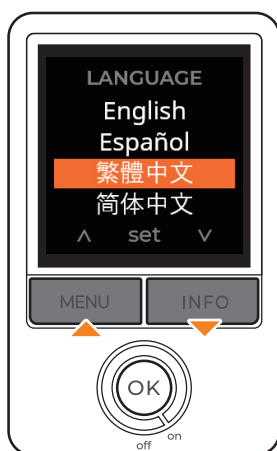 LANGUAGE
English
Español
繁體中文
简体中文
set
MENU INFO
OK
on
off